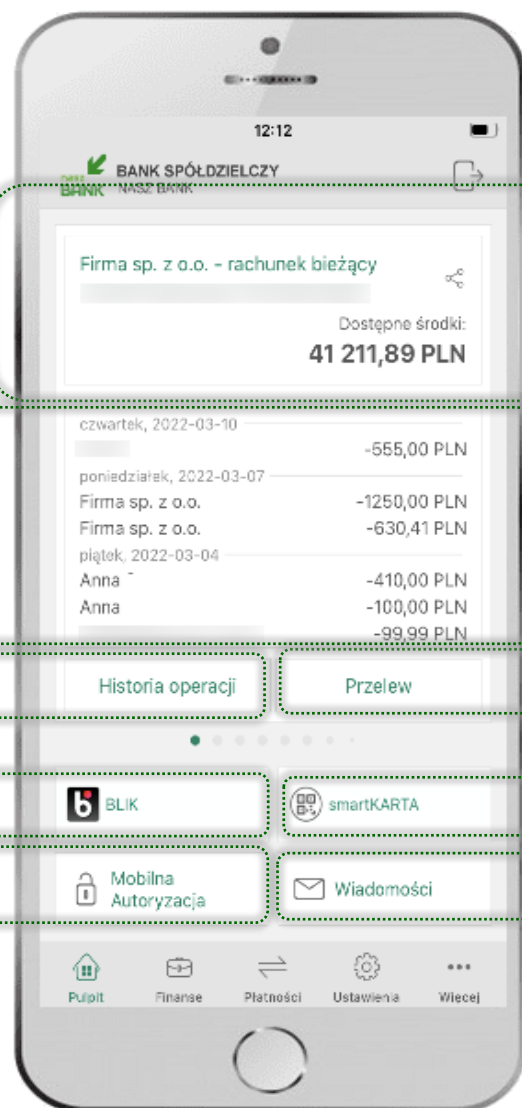 12:12
nasz
BANK
BANK SPÓŁDZIELCZY
NASZ BANK
Firma sp. z o.o. - rachunek bieżący
Dostępne środki:
41 211,89 PLN
czwartek, 2022-03-10
-555,00 PLN
poniedziałek, 2022-03-07
Firma sp. z o.o. -1250,00 PLN
Firma sp. z o.o. -630,41 PLN
piątek, 2022-03-04
Anna -410,00 PLN
Anna -100,00 PLN
-99,99 PLN
Historia operacji Przelew
BLIK smartKARTA
Mobilna
Autoryzacja
Wiadomości
Pulpit Finanse Płatności Ustawienia Więcej